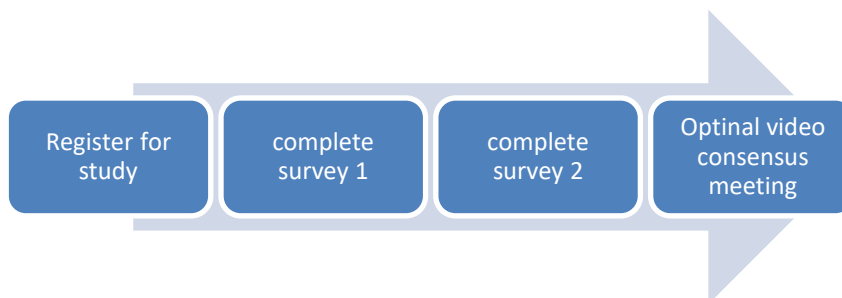 Register for
study
complete
survey 1
complete
survey 2
Optinal video
consensus
meeting